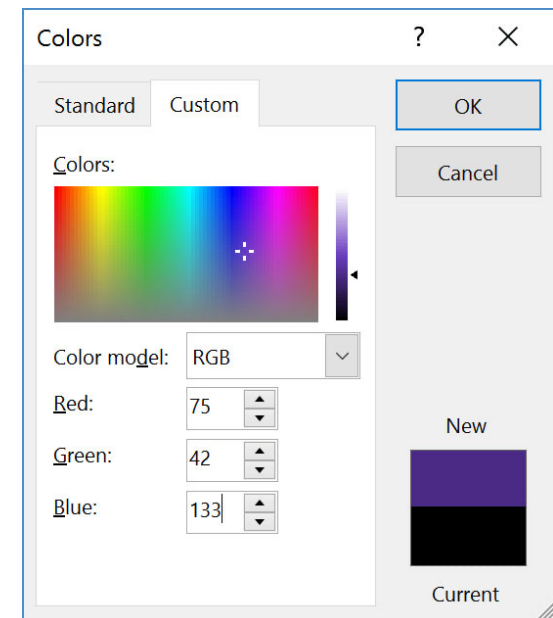 Colors ?
Standard Custom
OK
Cancel
Colors:
Color model: RGB
Red: 75
Green: 42
Blue: 133
New
Current